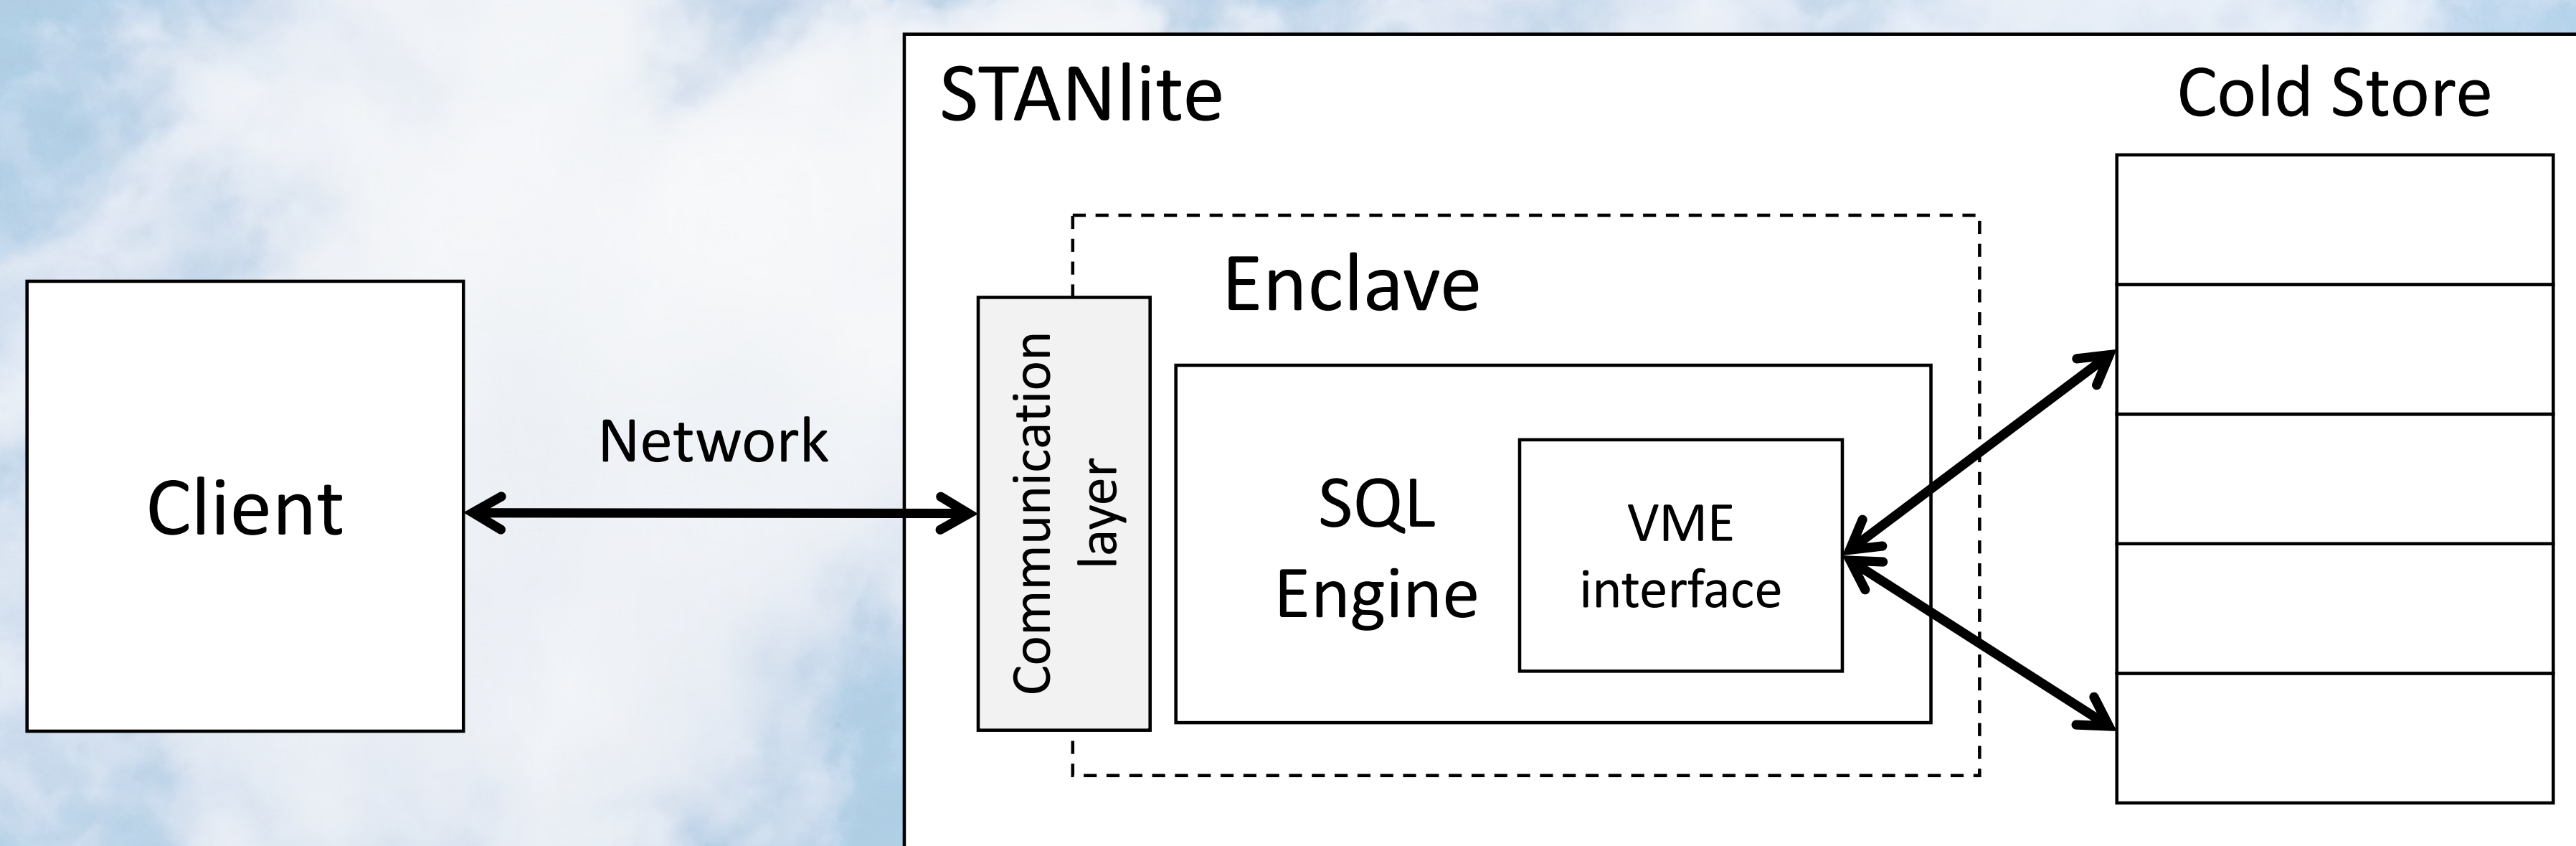 STANlite
Cold Store
Enclave
Client
Network
Communication
layer
SQL
Engine
VME
interface